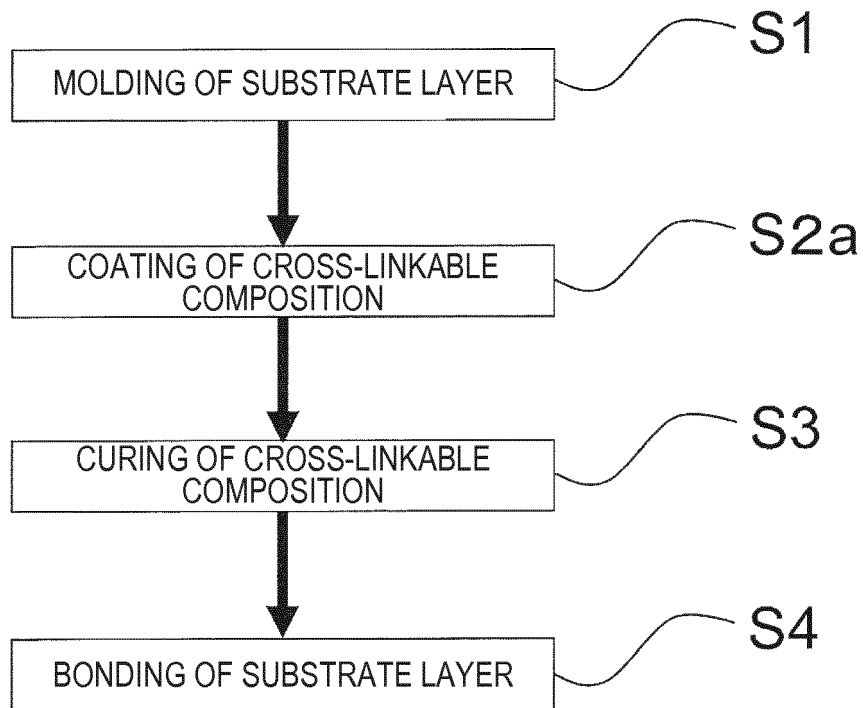 S1
MOLDING OF SUBSTRATE LAYER
S2a
COATING OF CROSS-LINKABLE
COMPOSITION
S3
CURING OF CROSS-LINKABLE
COMPOSITION
S4
BONDING OF SUBSTRATE LAYER